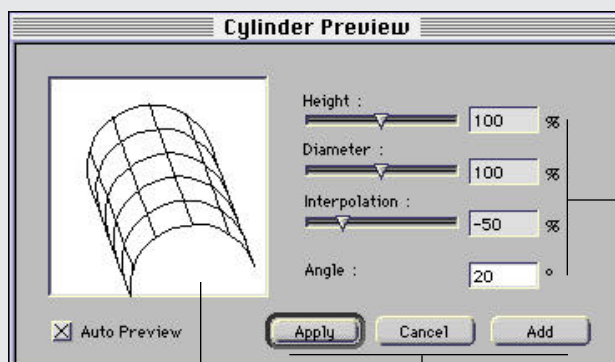 Cylinder Preview
Height :
100 %
Diameter :
100 %
Interpolation :
-50 %
Angle :
20 °
Auto Preview
Apply Cancel Add